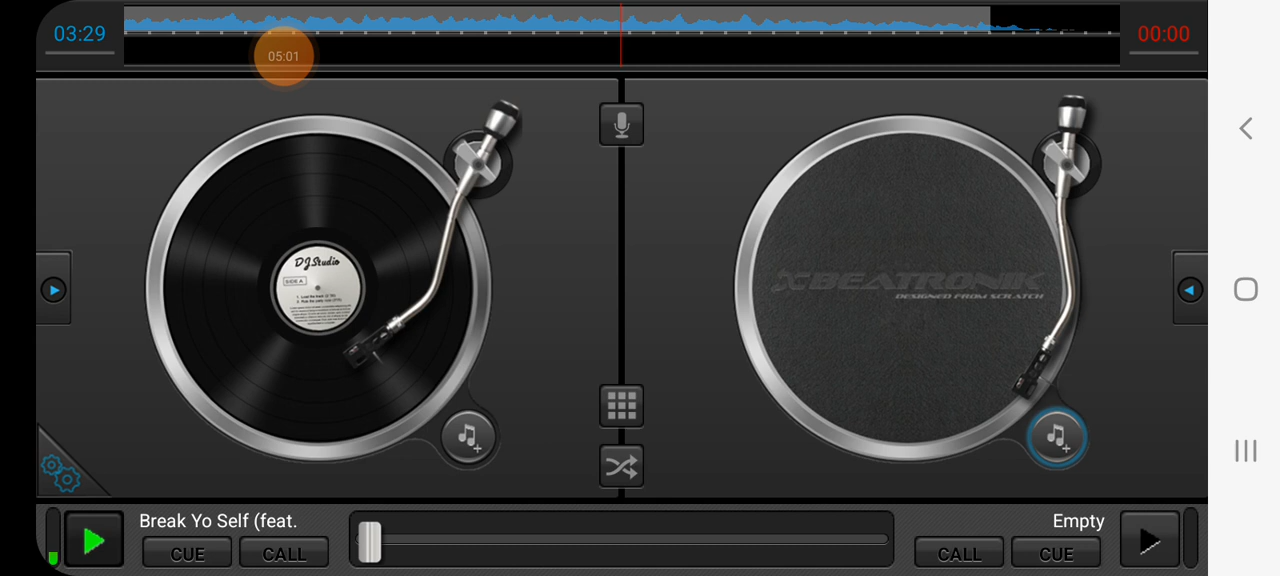 03:29
00:00
05:01
DJ Studio
SIDE A
XBEATRONIK
DESIGNED FROM SCRATCH
Break Yo Self (feat.
Empty
CUE
CALL
CALL
CUE